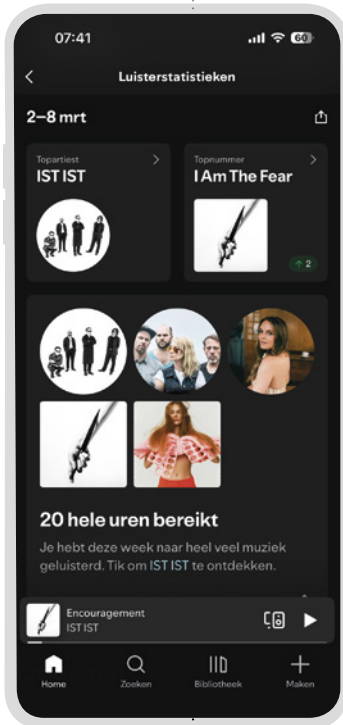 07:41
60
Luisterstatistieken
2–8 mrt
Topartiest
IST IST
Topnummer
I Am The Fear
2
20 hele uren bereikt
Je hebt deze week naar heel veel muziek
geluisterd. Tik om IST IST te ontdekken.
Encouragement
IST IST
Home
Zoeken
Bibliotheek
Maken